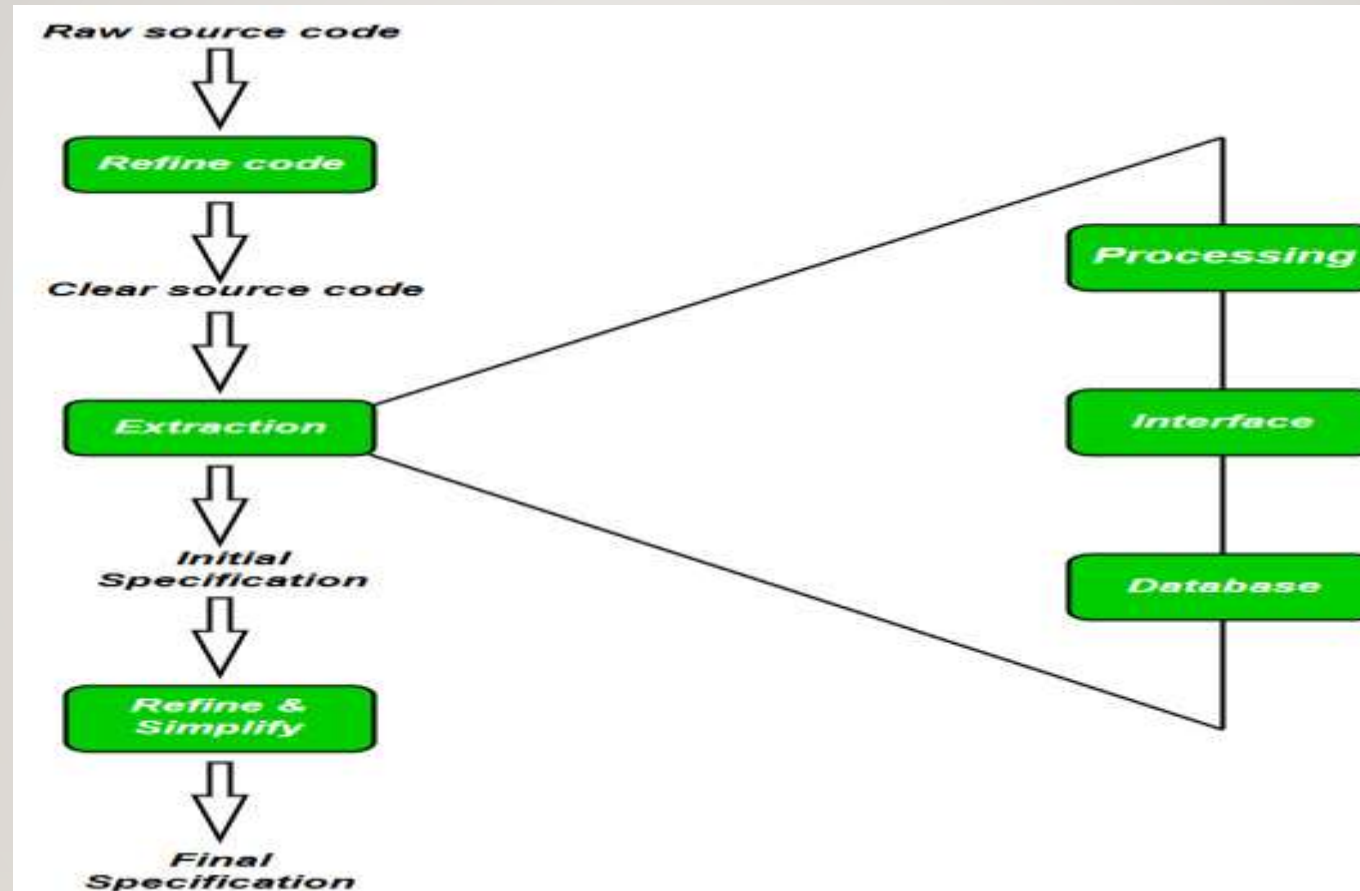 Raw source code
Refine code
Clear source code
Extraction
Initial
Specification
Refine &
Simplify
Final
Specification
Processing
Interface
Database